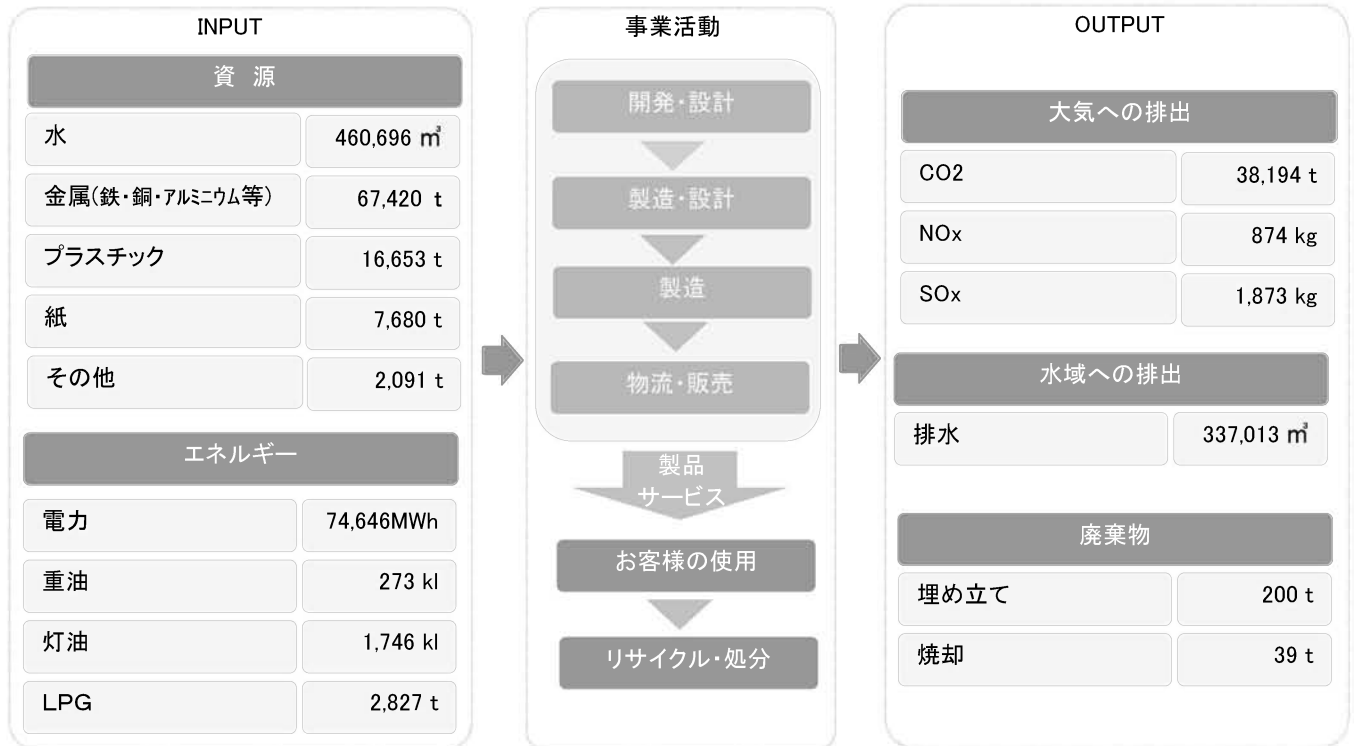 INPUT
資 源
水 460,696 ㎥
金属(鉄・銅・アルミニウム等) 67,420 t
プラスチック 16,653 t
紙 7,680 t
その他 2,091 t
エネルギー
電力 74,646MWh
重油 273 kl
灯油 1,746 kl
LPG 2,827 t
事業活動
開発・設計
製造・設計
製造
物流・販売
製品
サービス
お客様の使用
リサイクル・処分
OUTPUT
大気への排出
CO2 38,194 t
NOx 874 kg
SOx 1,873 kg
水域への排出
排水 337,013 ㎥
廃棄物
埋め立て 200 t
焼却 39 t